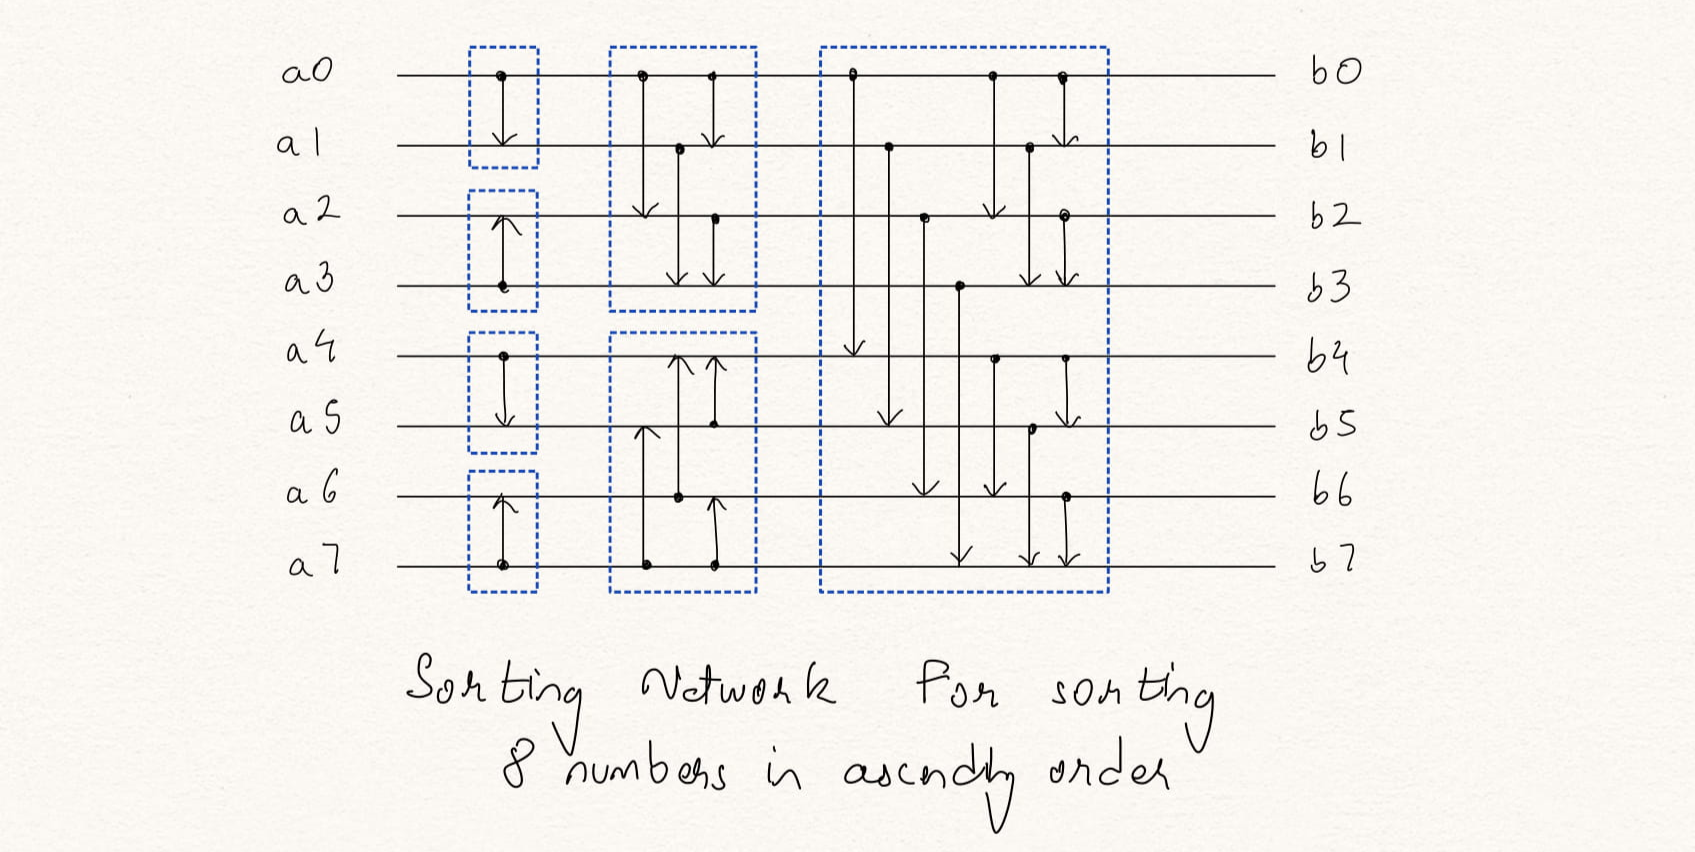 a0 b0
a1 b1
a2 b2
a3 b3
a4 b4
a5 b5
a6 b6
a7 b7
Sorting Network For sorting
8 numbers in ascndng order